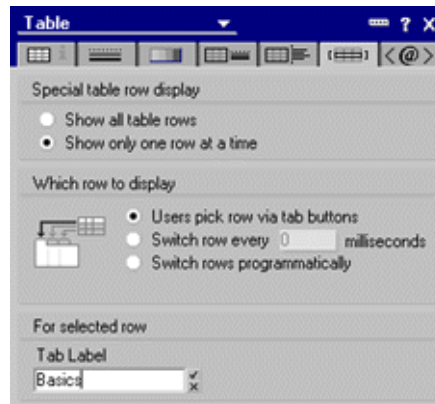 Table ? X
<@>
Special table row display
Show all table rows
Show only one row at a time
Which row to display
Users pick row via tab buttons
Switch row every 0 milliseconds
Switch rows programmatically
For selected row
Tab Label
Basics